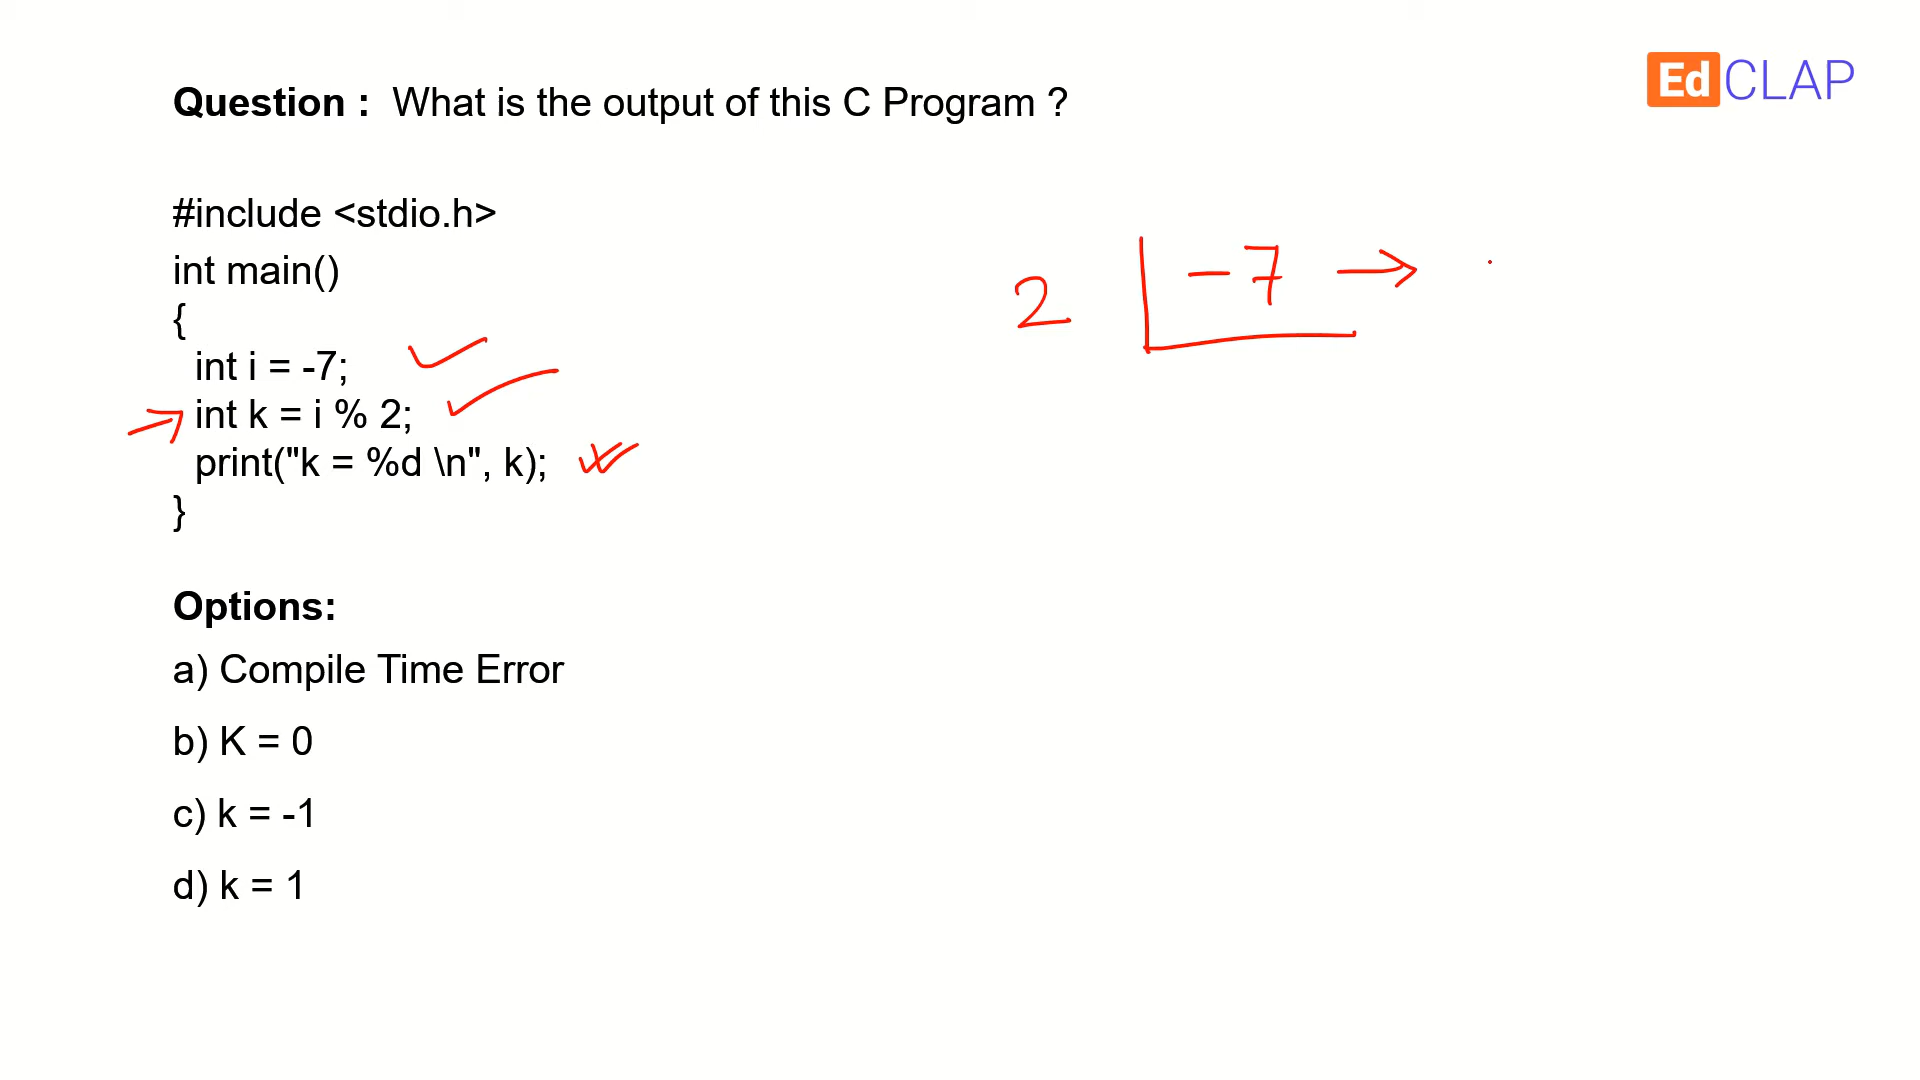 EdCLAP
Question : What is the output of this C Program ?
#include <stdio.h>
int main()
{
int i = -7;
int k = i % 2;
print("k = %d \n", k);
}
2 -7 →
Options:
a) Compile Time Error
b) K = 0
c) k = -1
d) k = 1